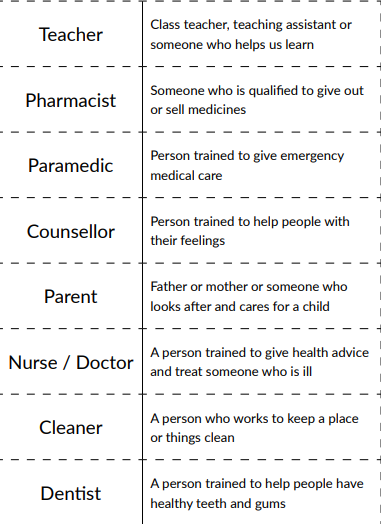 Teacher
Class teacher, teaching assistant or
someone who helps us learn
Pharmacist
Someone who is qualified to give out
or sell medicines
Paramedic
Person trained to give emergency
medical care
Counsellor
Person trained to help people with
their feelings
Parent
Father or mother or someone who
looks after and cares for a child
Nurse / Doctor
A person trained to give health advice
and treat someone who is ill
Cleaner
A person who works to keep a place
or things clean
Dentist
A person trained to help people have
healthy teeth and gums